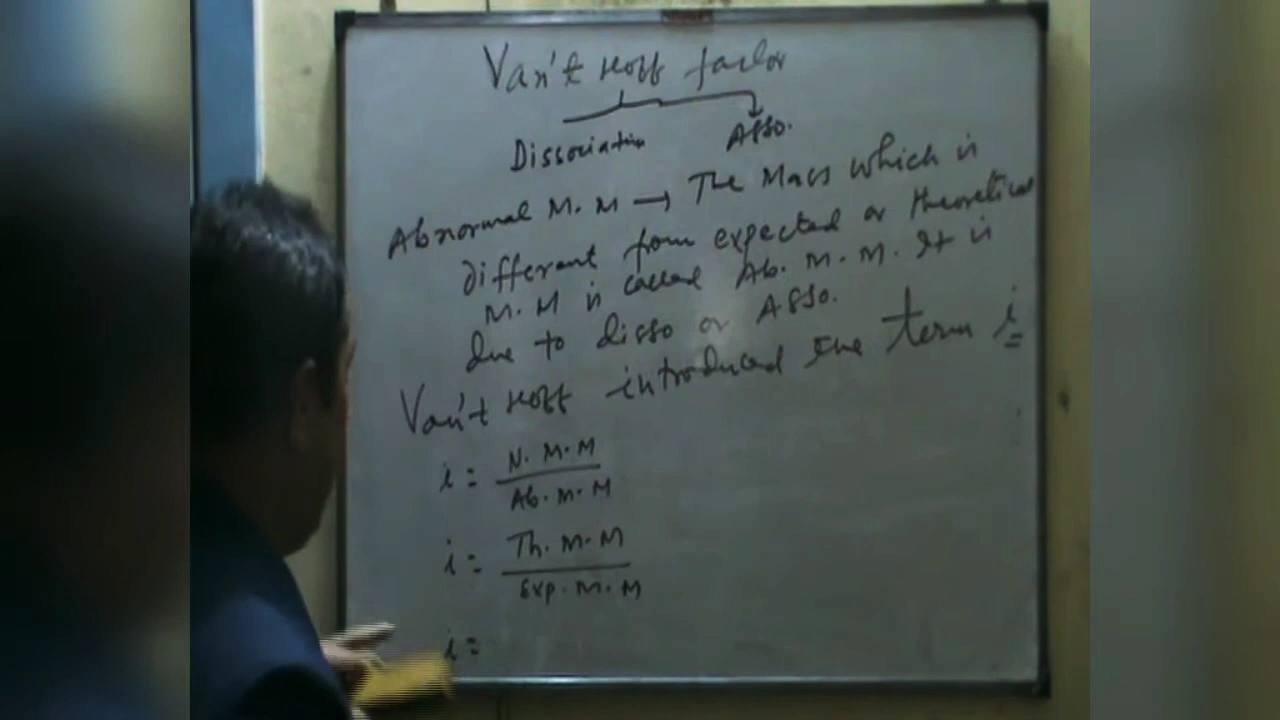 Van't Hoff factor
Dissociation Asso.
Abnormal M.M → The Mass which is
different from expected or theoretical
M.M is called Ab. M.M. It is
due to disso or Asso.
Van't Hoff introduced the term i
i = N.M.M / Ab.M.M
i = Th.M.M / Exp.M.M
i =